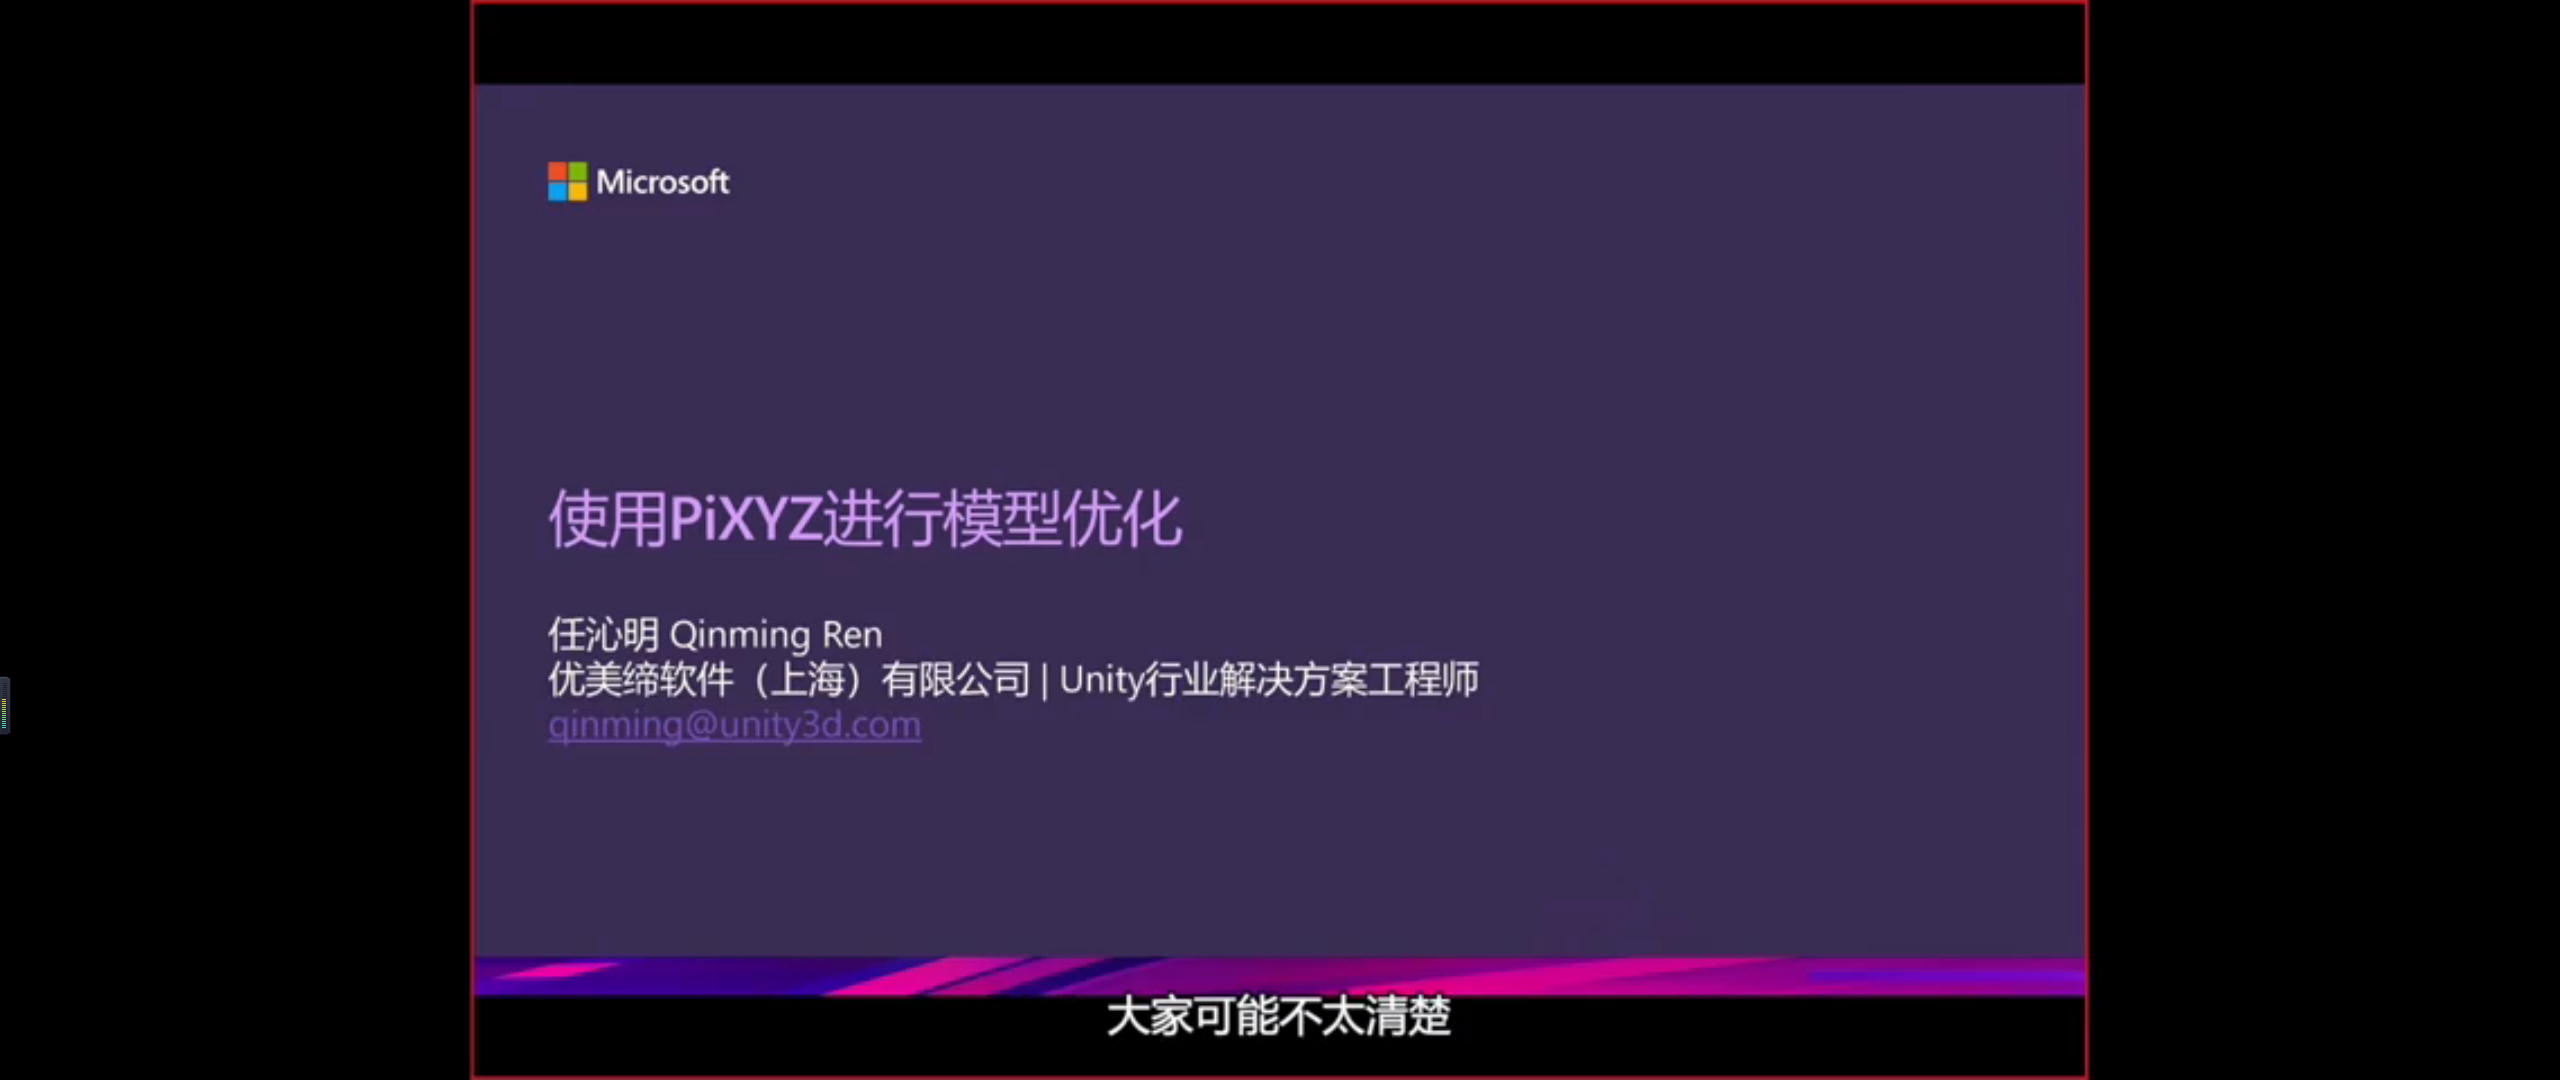 Microsoft
使用PiXYZ进行模型优化
任沁明 Qinming Ren
优美缔软件（上海）有限公司 | Unity行业解决方案工程师
qinming@unity3d.com
大家可能不太清楚